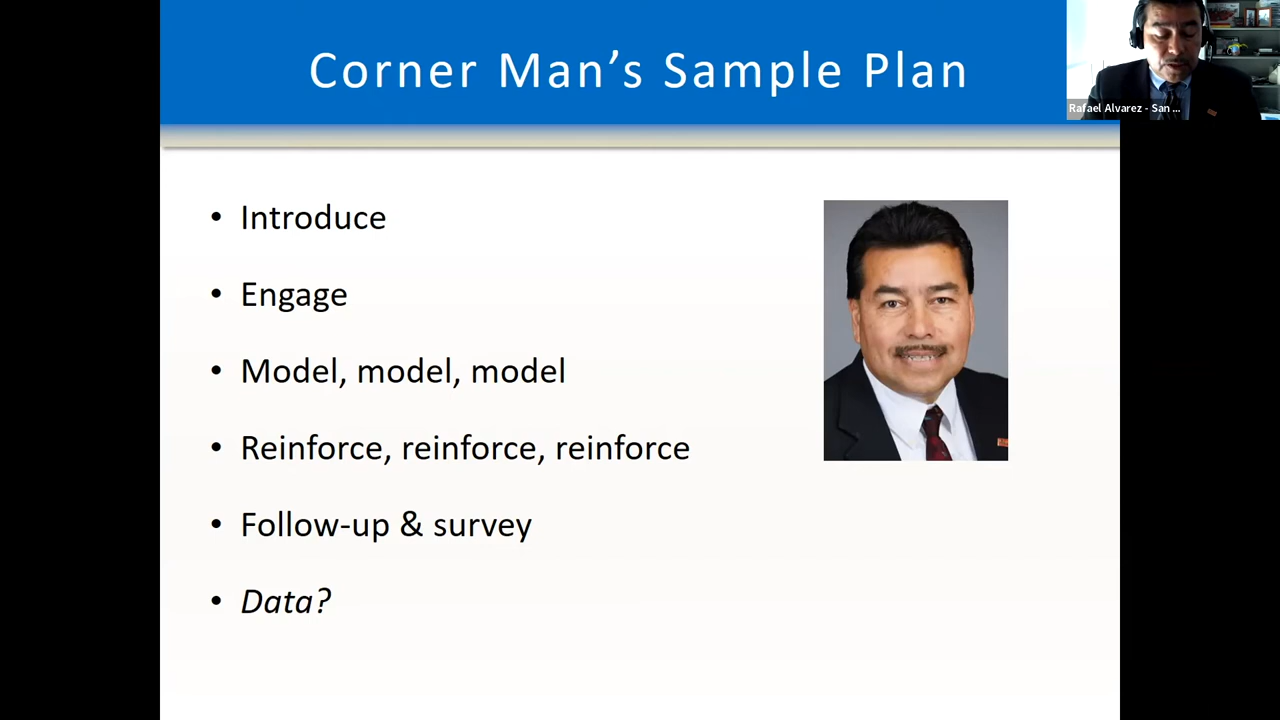 Corner Man’s Sample Plan
Rafael Alvarez - San ...
• Introduce
• Engage
• Model, model, model
• Reinforce, reinforce, reinforce
• Follow-up & survey
• Data?